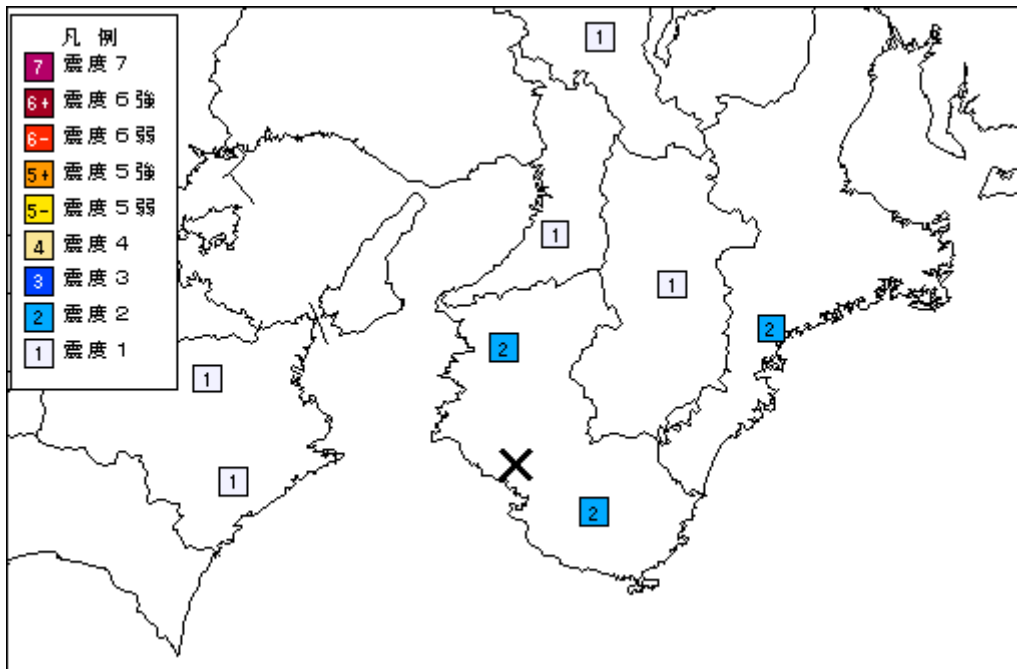 凡 例
7 震度７
6+ 震度６強
6- 震度６弱
5+ 震度５強
5- 震度５弱
4 震度４
3 震度３
2 震度２
1 震度１
1
1
1
2
2
1
1
2